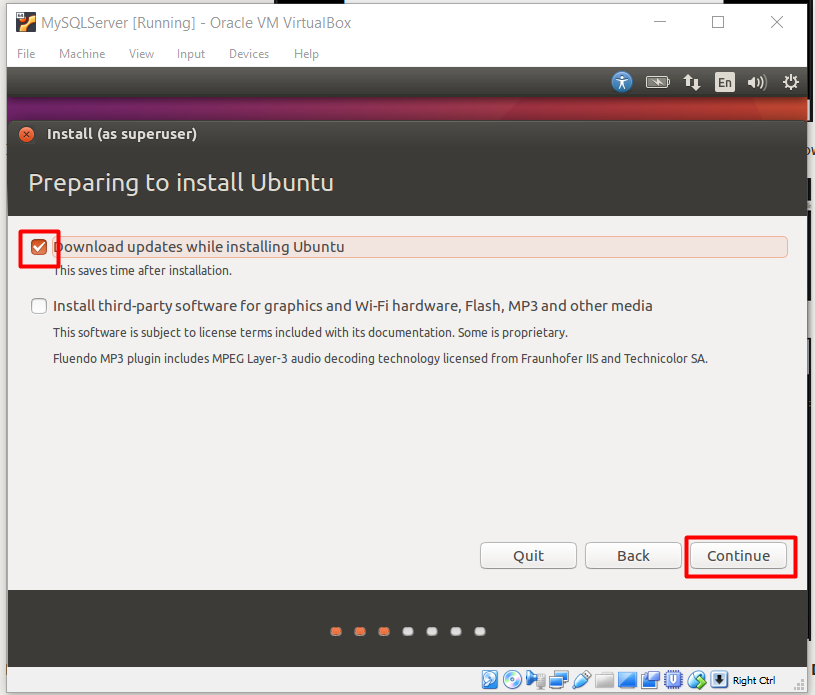 MySQLServer [Running] - Oracle VM VirtualBox
File Machine View Input Devices Help
En
Install (as superuser)
Preparing to install Ubuntu
Download updates while installing Ubuntu
This saves time after installation.
Install third-party software for graphics and Wi-Fi hardware, Flash, MP3 and other media
This software is subject to license terms included with its documentation. Some is proprietary.
Fluendo MP3 plugin includes MPEG Layer-3 audio decoding technology licensed from Fraunhofer IIS and Technicolor SA.
Quit Back Continue
Right Ctrl